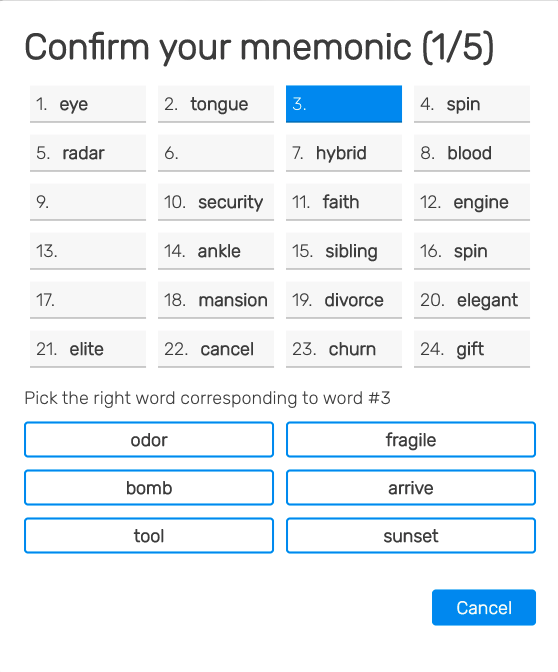 Confirm your mnemonic (1/5)
1. eye 2. tongue 3. 4. spin
5. radar 6. 7. hybrid 8. blood
9. 10. security 11. faith 12. engine
13. 14. ankle 15. sibling 16. spin
17. 18. mansion 19. divorce 20. elegant
21. elite 22. cancel 23. churn 24. gift
Pick the right word corresponding to word #3
odor fragile
bomb arrive
tool sunset
Cancel